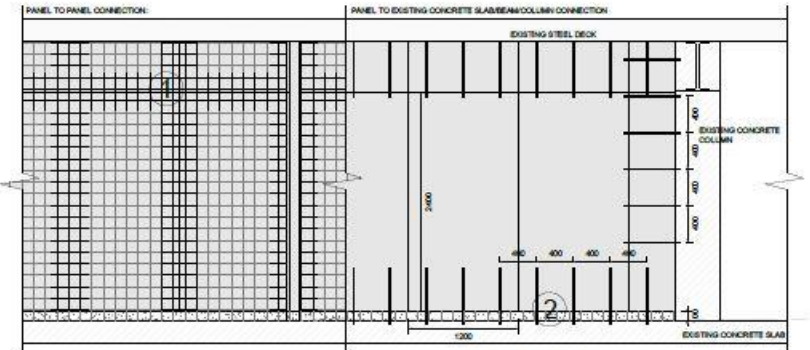 PANEL TO PANEL CONNECTION:
PANEL TO EXISTING CONCRETE SLAB/BEAM/COLUMN CONNECTION
EXISTING STEEL DECK
1
400
EXISTING CONCRETE
COLUMN
400
400
2400
400
400
400
400
400
2
1200
EXISTING CONCRETE SLAB